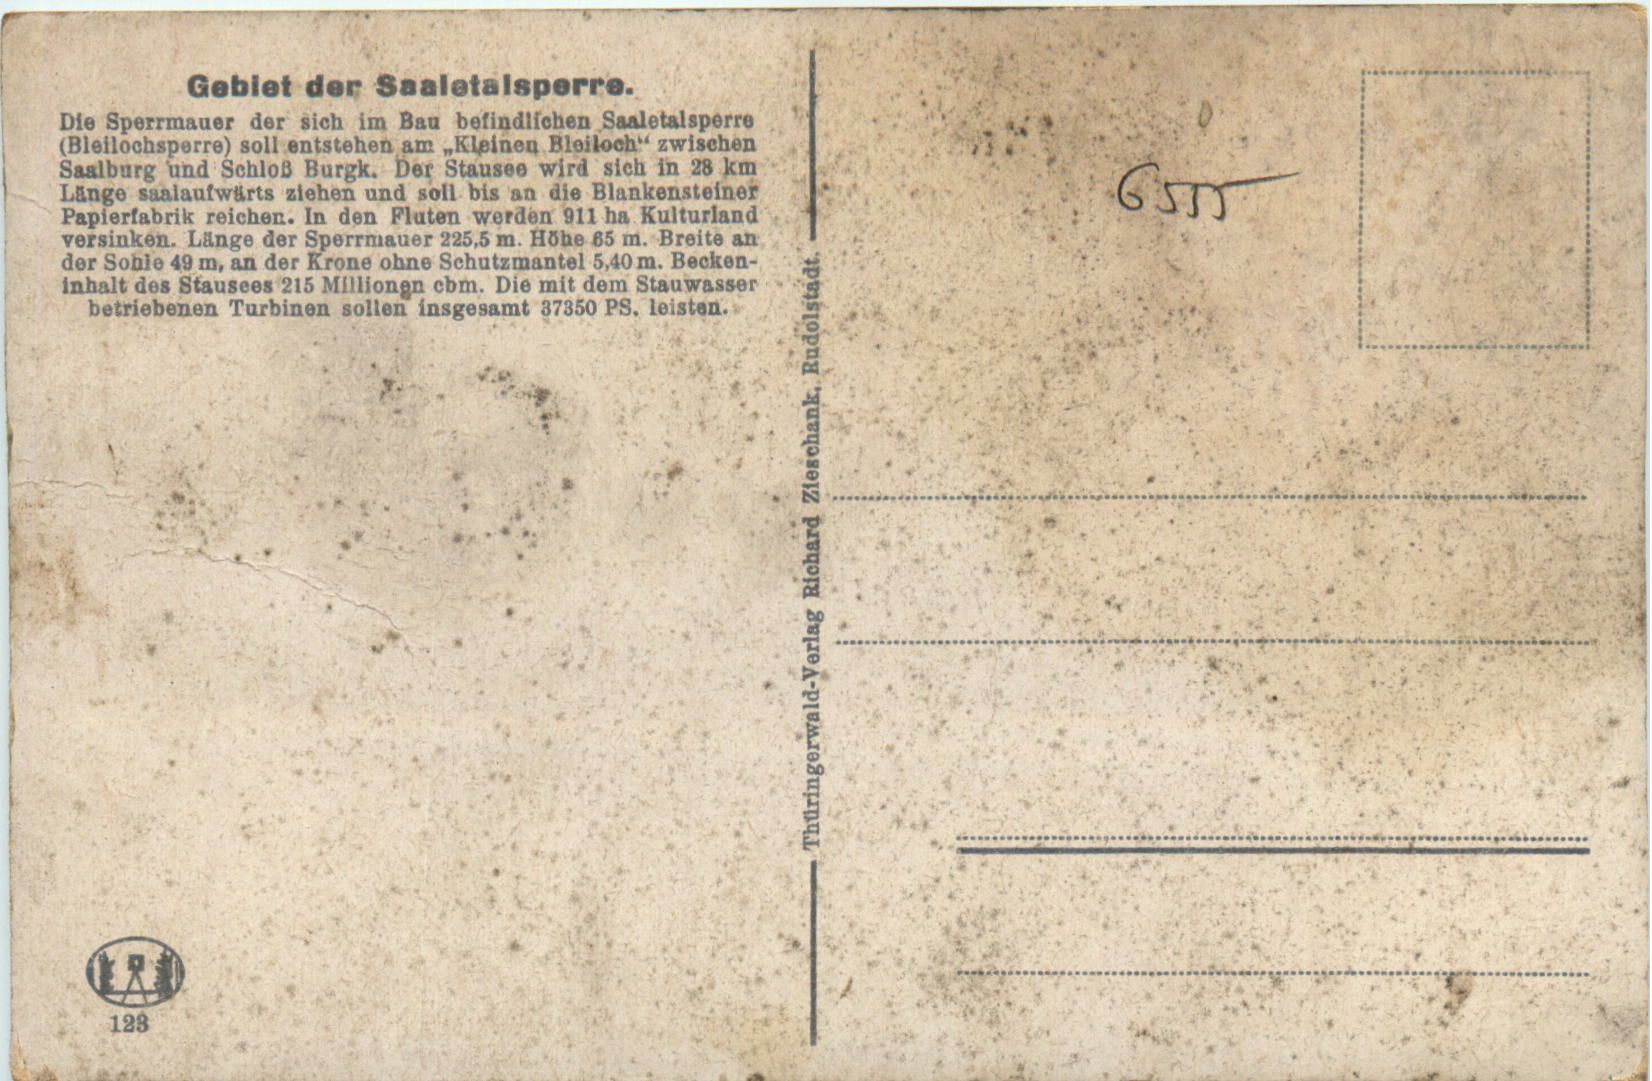 Gebiet der Saaletalsperre.
Die Sperrmauer der sich im Bau befindlichen Saaletalsperre
(Bleilochsperre) soll entstehen am „Kleinen Bleiloch“ zwischen
Saalburg und Schloß Burgk. Der Stausee wird sich in 28 km
Länge saalaufwärts ziehen und soll bis an die Blankensteiner
Papierfabrik reichen. In den Fluten werden 911 ha Kulturland
versinken. Länge der Sperrmauer 225,5 m. Höhe 65 m. Breite an
der Sohle 49 m, an der Krone ohne Schutzmantel 5,40 m. Becken-
inhalt des Stausees 215 Millionen cbm. Die mit dem Stauwasser
betriebenen Turbinen sollen insgesamt 37350 PS. leisten.
123
Thüringerwald-Verlag Richard Zieschank, Rudolstadt.
6555